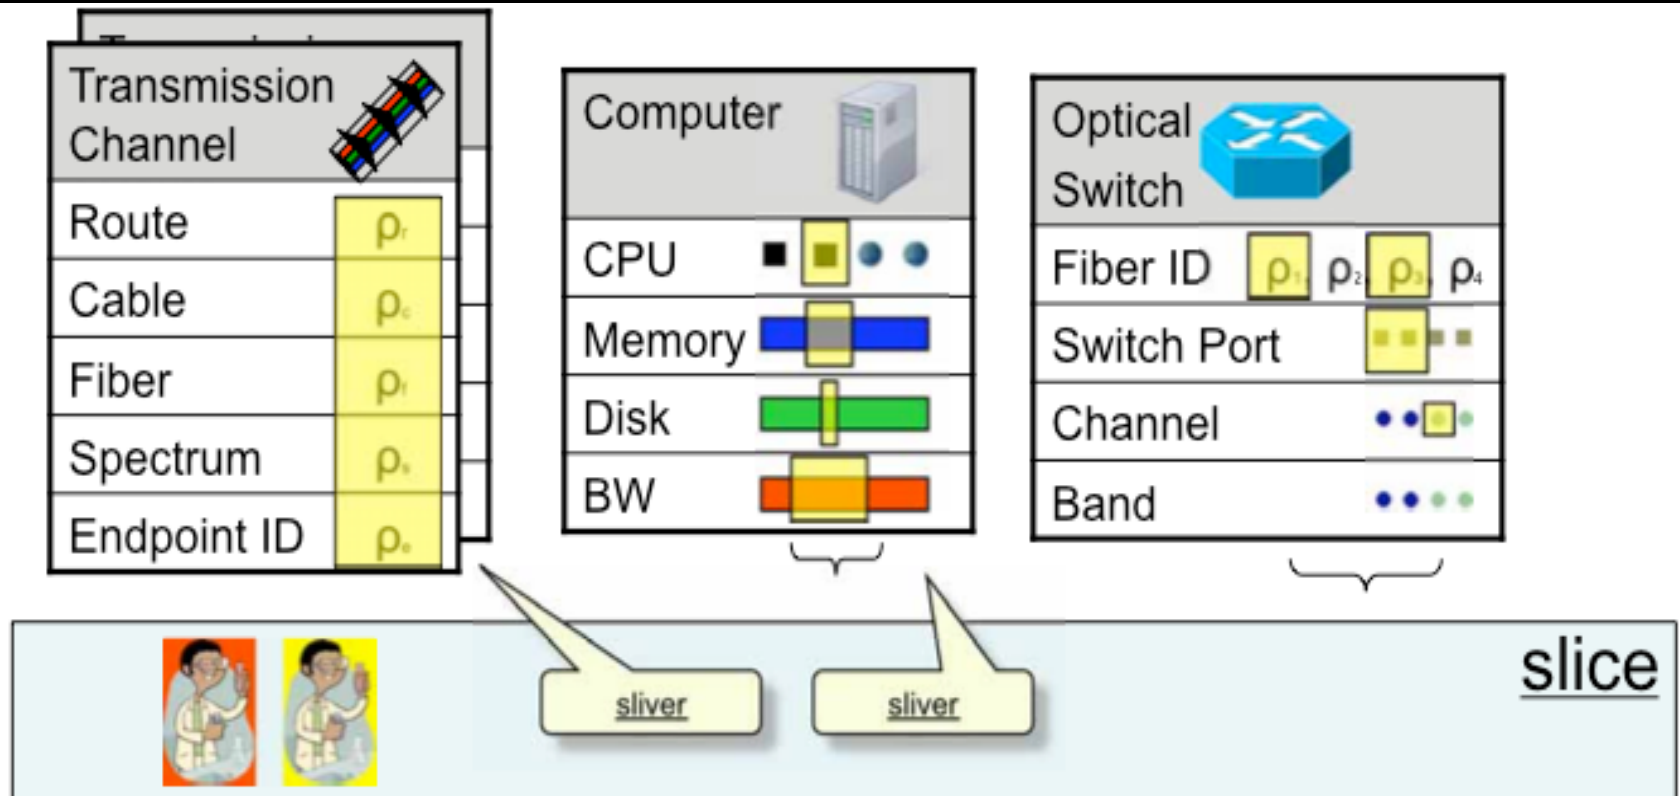 Transmission
Channel
Route ρr
Cable ρc
Fiber ρf
Spectrum ρs
Endpoint ID ρe
Computer
CPU
Memory
Disk
BW
Optical
Switch
Fiber ID ρ1, ρ2, ρ3, ρ4
Switch Port
Channel
Band
sliver
sliver
slice